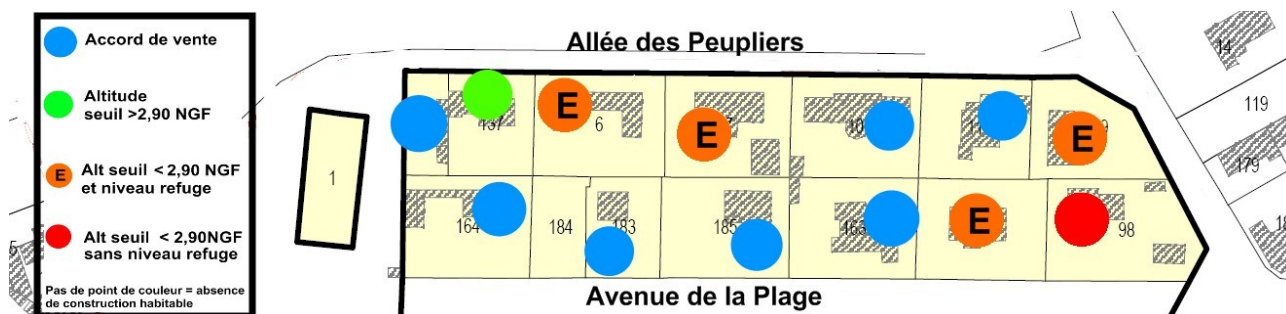 Accord de vente
Altitude
seuil >2,90 NGF
E
Alt seuil < 2,90 NGF
et niveau refuge
Alt seuil < 2,90NGF
sans niveau refuge
Pas de point de couleur = absence
de construction habitable
Allée des Peupliers
1
E
6
E
E
14
119
179
164
184
183
185
163
E
98
Avenue de la Plage